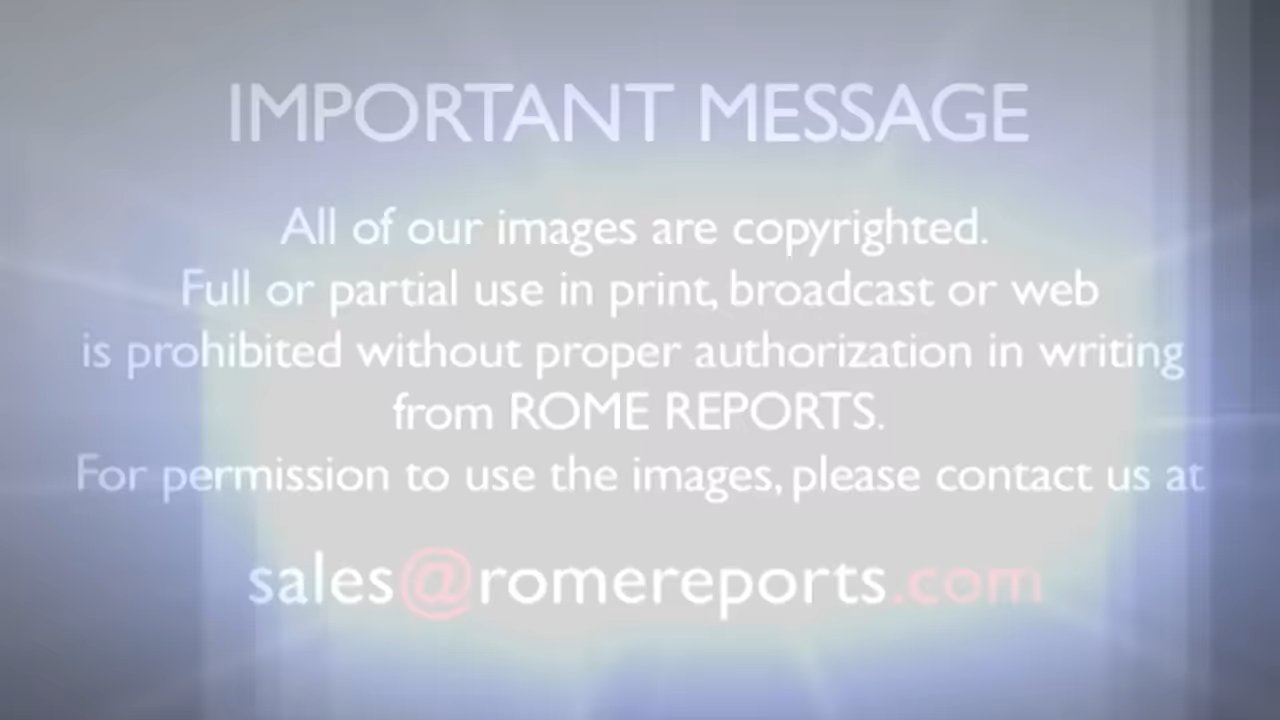 IMPORTANT MESSAGE
All of our images are copyrighted.
Full or partial use in print, broadcast or web
is prohibited without proper authorization in writing
from ROME REPORTS.
For permission to use the images, please contact us at
sales@romereports.com